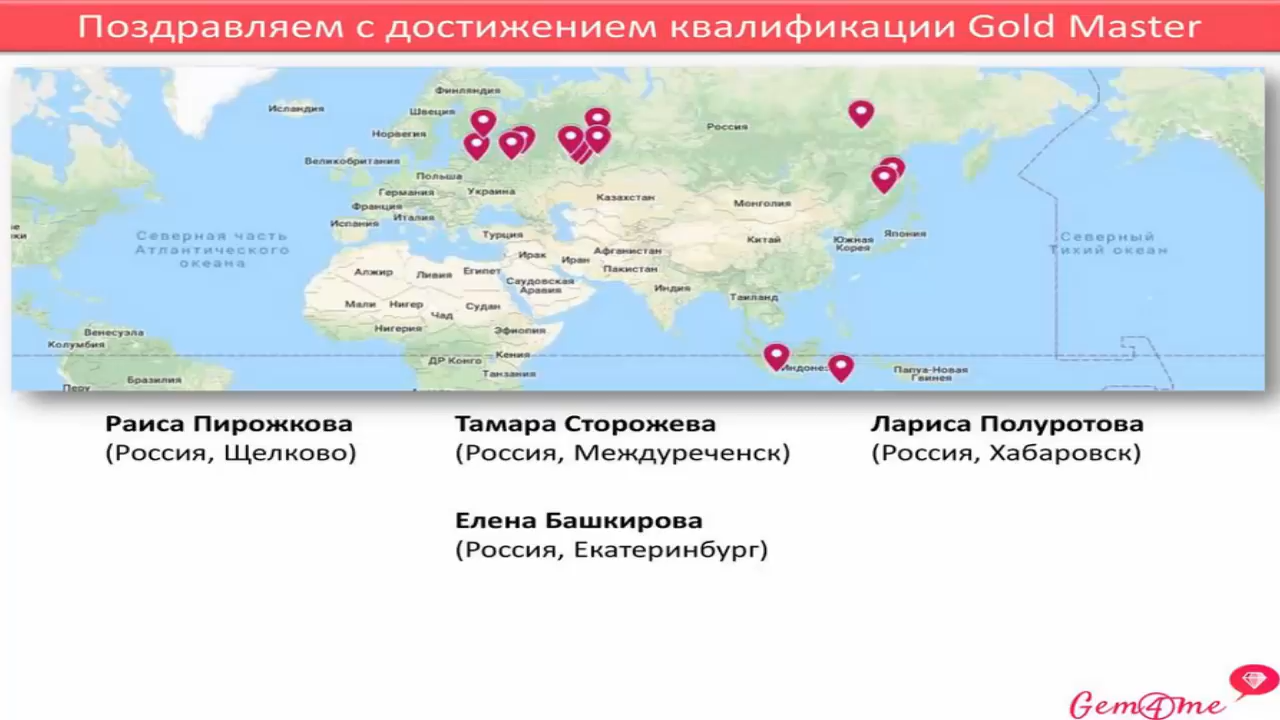 Поздравляем с достижением квалификации Gold Master
Финляндия
Исландия
Швеция
Россия
Норвегия
Великобритания
Польша
Германия
Украина
Казахстан
Монголия
Франция
Италия
Испания
Турция
Китай
Южная
Корея
Япония
Северная часть
Атлантического
океана
Северный
Тихий океан
Ирак
Иран
Афганистан
Пакистан
Алжир
Ливия
Египет
Саудовская
Аравия
Индия
Таиланд
Мали
Нигер
Чад
Судан
Нигерия
Эфиопия
Венесуэла
Колумбия
ДР Конго
Кения
Танзания
Бразилия
Перу
Индонез
Папуа-Новая
Гвинея
Раиса Пирожкова
(Россия, Щелково)
Тамара Сторожева
(Россия, Междуреченск)
Лариса Полуротова
(Россия, Хабаровск)
Елена Башкирова
(Россия, Екатеринбург)
Gem4me